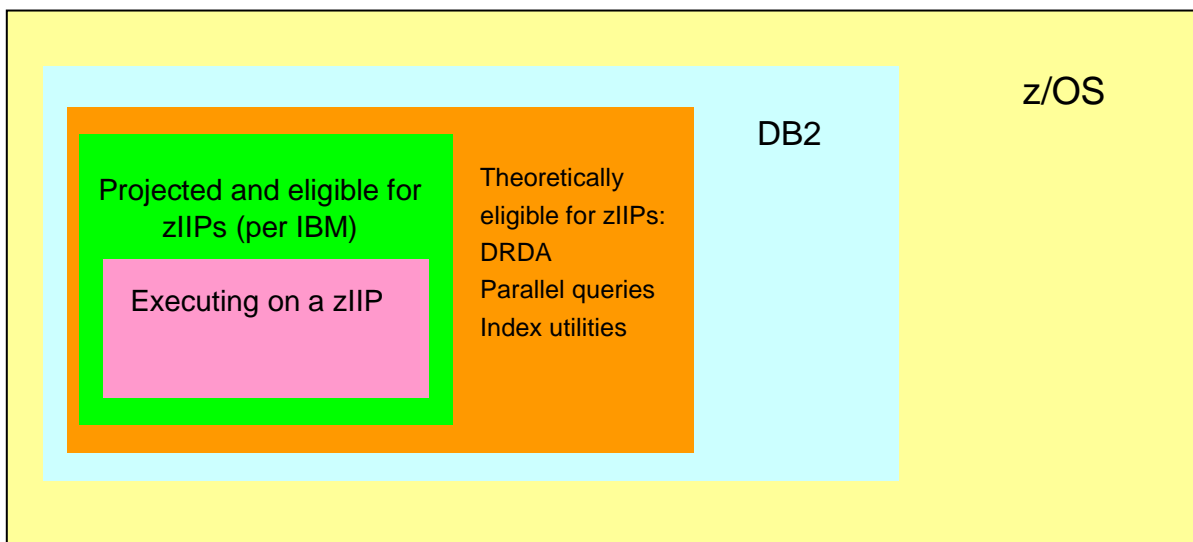 z/OS
DB2
Projected and eligible for
zIIPs (per IBM)
Executing on a zIIP
Theoretically
eligible for zIIPs:
DRDA
Parallel queries
Index utilities